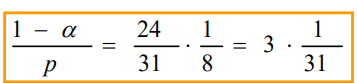 (1 − α)/p = 24/31 · 1/8 = 3 · 1/31